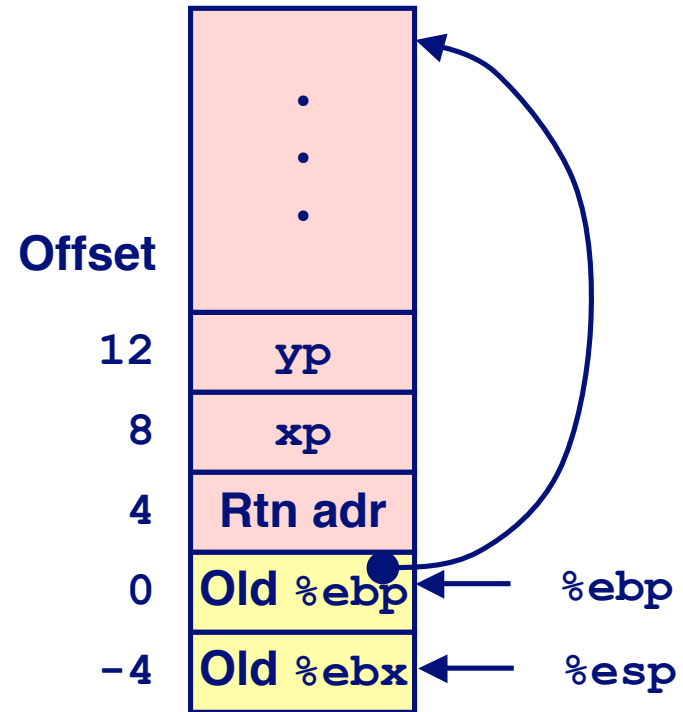 Offset
12 yp
8 xp
4 Rtn adr
0 Old %ebp %ebp
-4 Old %ebx %esp